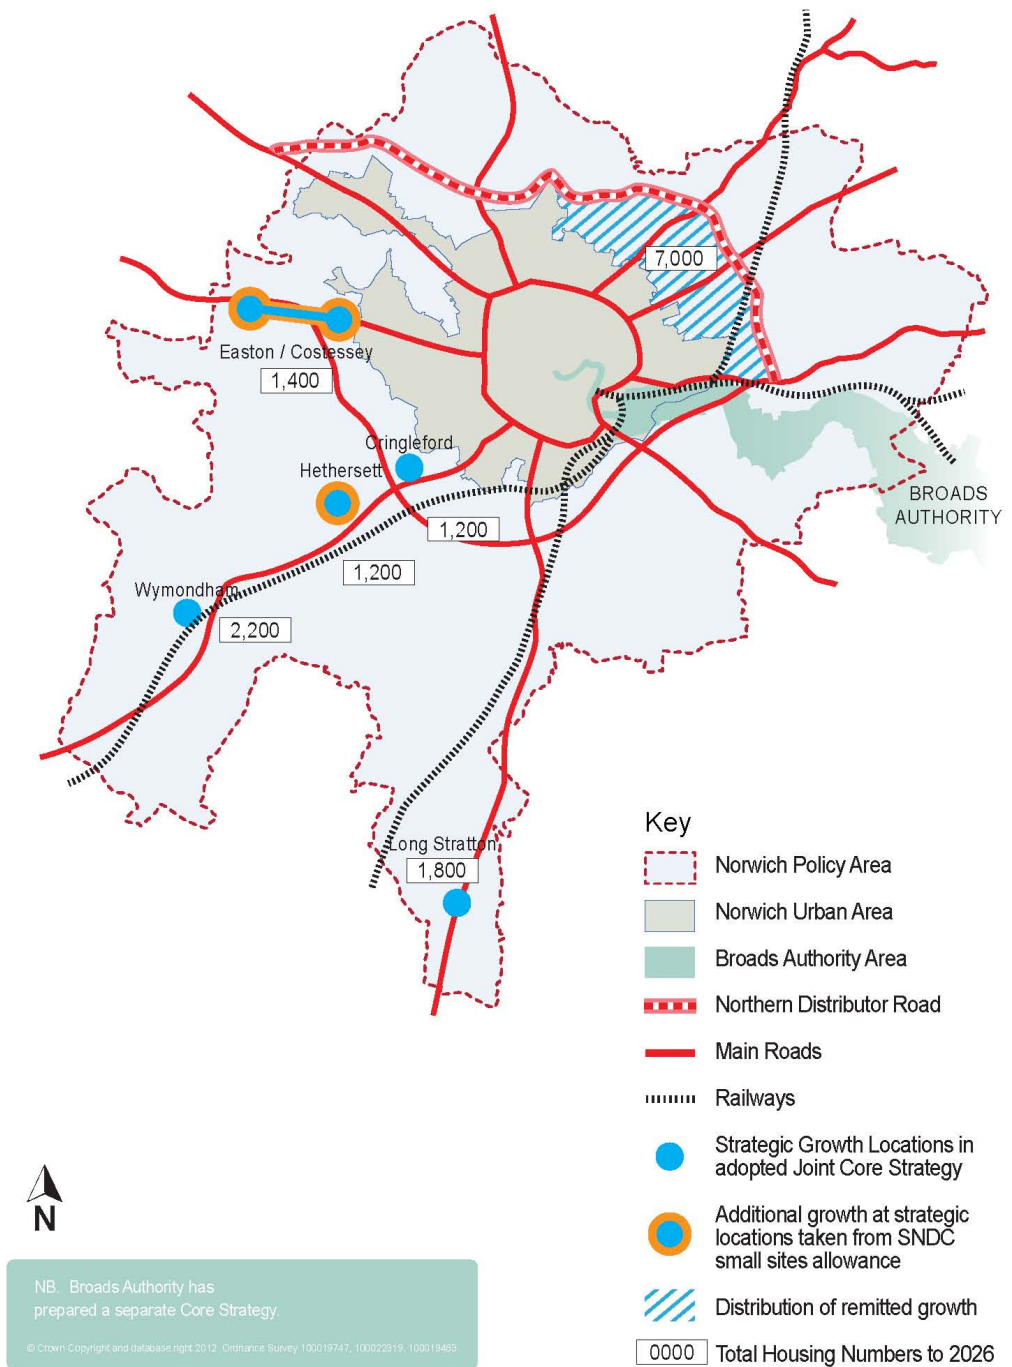 7,000
Easton / Costessey
1,400
Cringleford
Hethersett
BROADS
AUTHORITY
1,200
1,200
Wymondham
2,200
Long Stratton
1,800
Key
Norwich Policy Area
Norwich Urban Area
Broads Authority Area
Northern Distributor Road
Main Roads
Railways
Strategic Growth Locations in
adopted Joint Core Strategy
Additional growth at strategic
locations taken from SNDC
small sites allowance
Distribution of remitted growth
0000 Total Housing Numbers to 2026
N
NB. Broads Authority has
prepared a separate Core Strategy.
© Crown Copyright and database right 2012. Ordnance Survey 100019747, 100022319, 100019483.